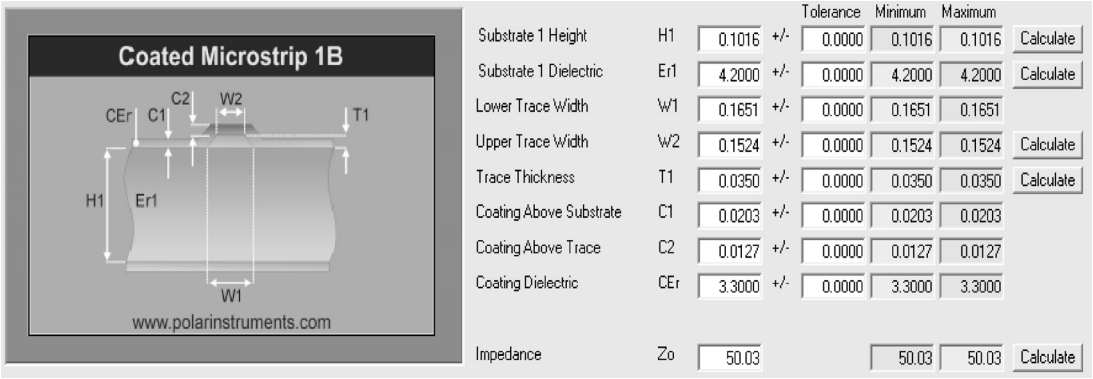 Coated Microstrip 1B
C2 W2
CEr C1 T1
H1 Er1
W1
www.polarinstruments.com
Tolerance Minimum Maximum
Substrate 1 Height H1 0.1016 +/- 0.0000 0.1016 0.1016 Calculate
Substrate 1 Dielectric Er1 4.2000 +/- 0.0000 4.2000 4.2000 Calculate
Lower Trace Width W1 0.1651 +/- 0.0000 0.1651 0.1651
Upper Trace Width W2 0.1524 +/- 0.0000 0.1524 0.1524 Calculate
Trace Thickness T1 0.0350 +/- 0.0000 0.0350 0.0350 Calculate
Coating Above Substrate C1 0.0203 +/- 0.0000 0.0203 0.0203
Coating Above Trace C2 0.0127 +/- 0.0000 0.0127 0.0127
Coating Dielectric CEr 3.3000 +/- 0.0000 3.3000 3.3000
Impedance Zo 50.03 50.03 50.03 Calculate